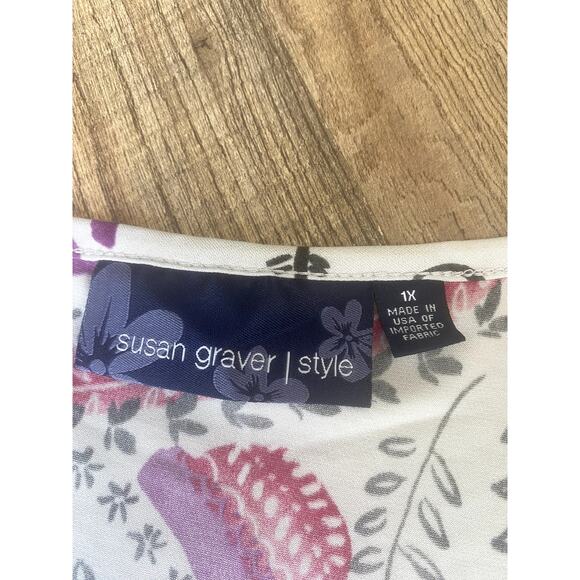 susan graver | style
1X
MADE IN
USA OF
IMPORTED
FABRIC